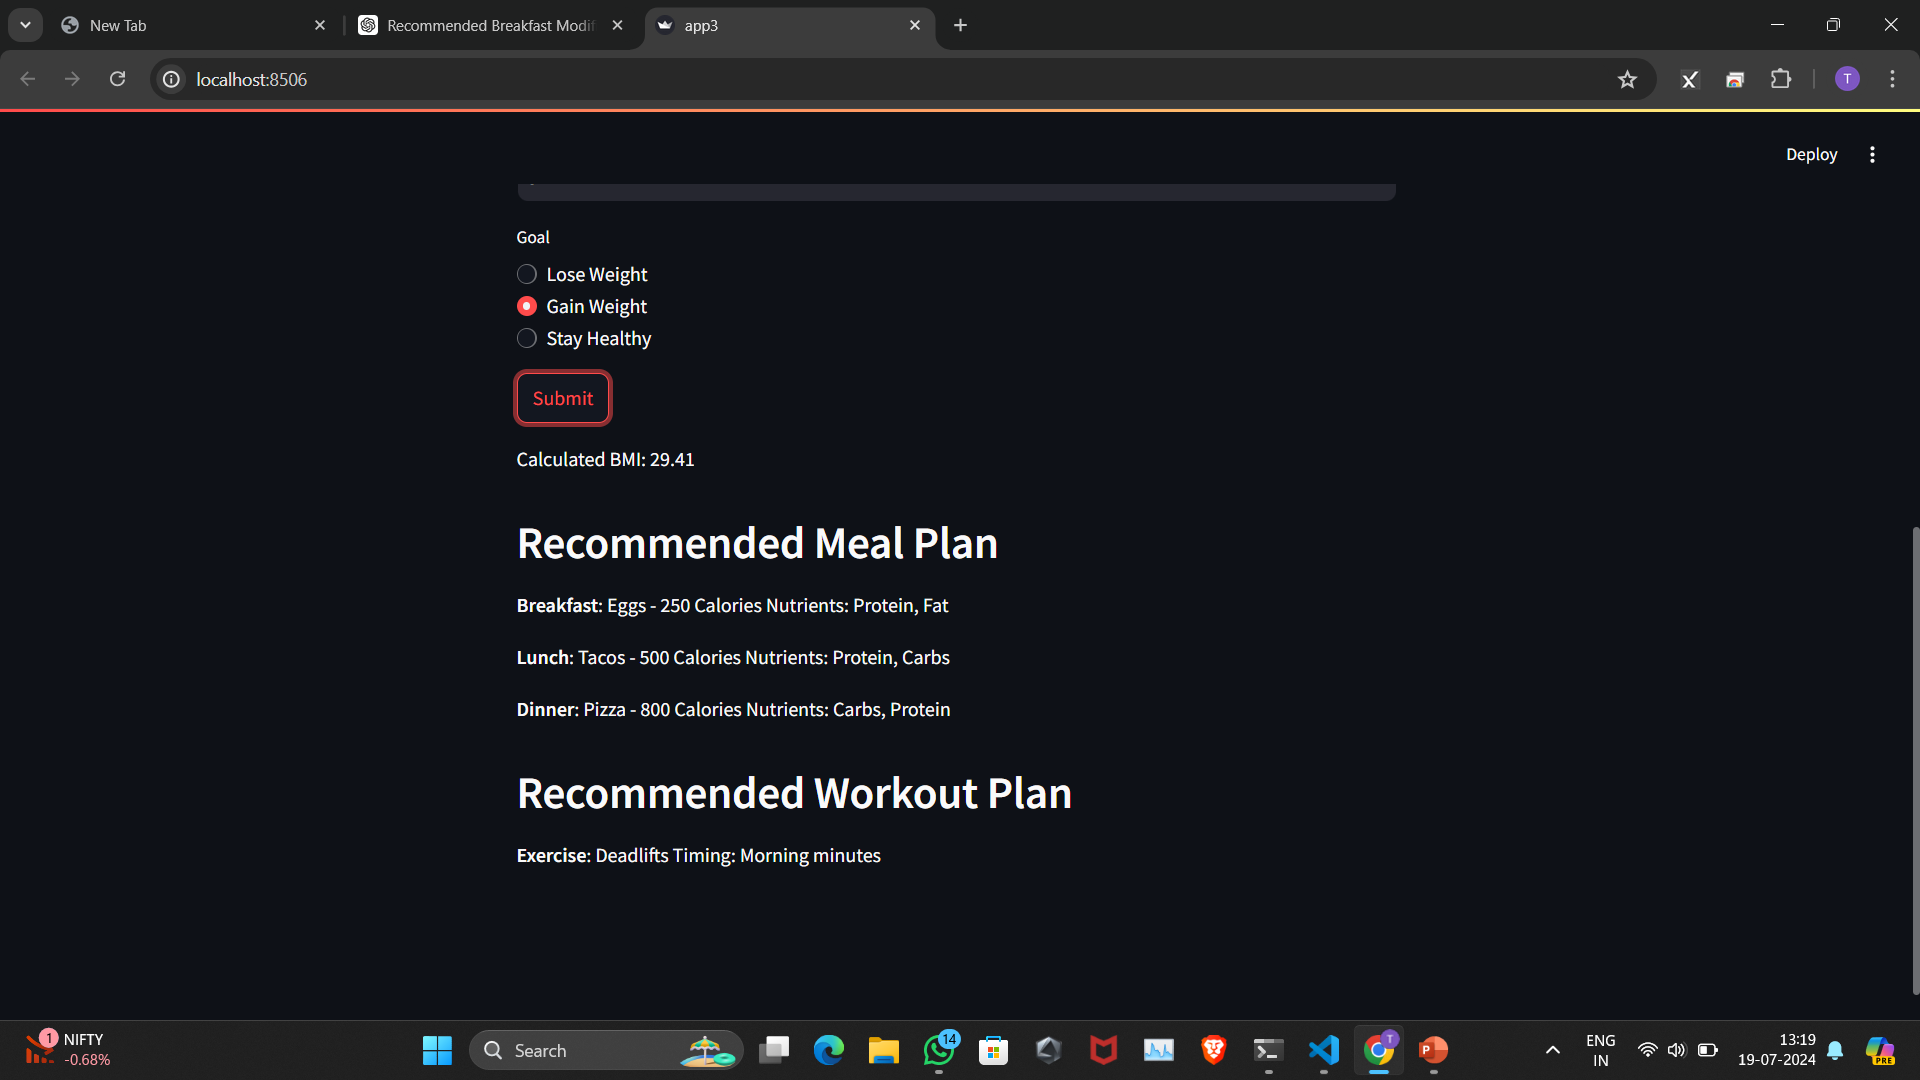 New Tab
Recommended Breakfast Modif
app3
localhost:8506
T
Deploy
Goal
Lose Weight
Gain Weight
Stay Healthy
Submit
Calculated BMI: 29.41
Recommended Meal Plan
Breakfast: Eggs - 250 Calories Nutrients: Protein, Fat
Lunch: Tacos - 500 Calories Nutrients: Protein, Carbs
Dinner: Pizza - 800 Calories Nutrients: Carbs, Protein
Recommended Workout Plan
Exercise: Deadlifts Timing: Morning minutes
1
NIFTY
-0.68%
Search
14
T
P
ENG
IN
13:19
19-07-2024
PRE